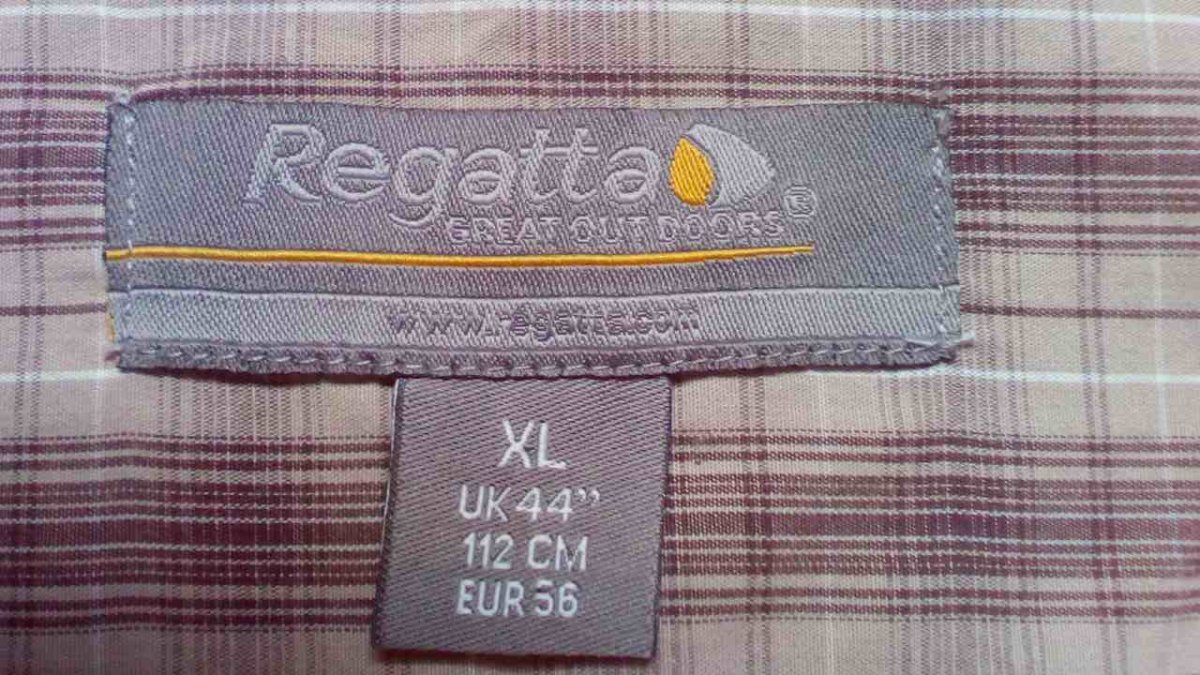 Regatta
GREAT OUTDOORS®
www.regatta.com
XL
UK 44”
112 CM
EUR 56